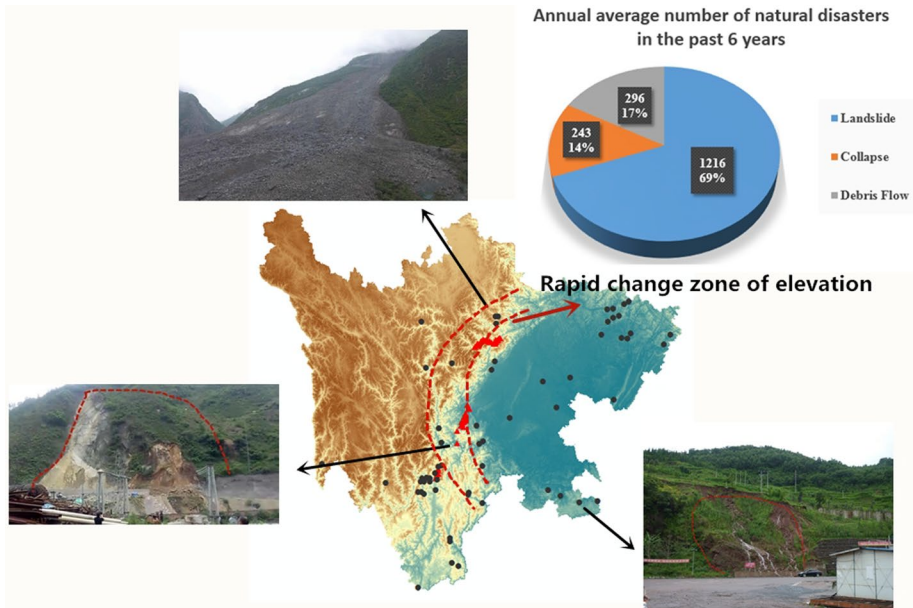 Annual average number of natural disasters
in the past 6 years
296
17%
243
14%
1216
69%
Landslide
Collapse
Debris Flow
Rapid change zone of elevation